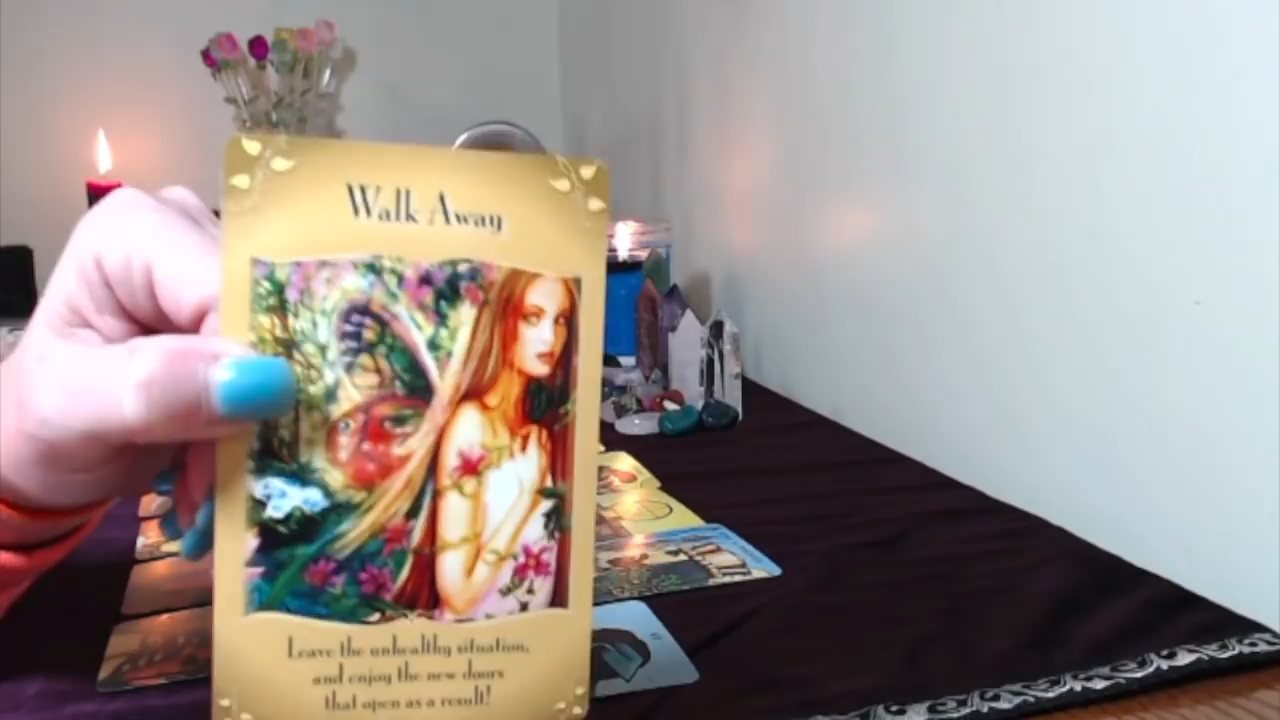 Walk Away
Leave the unhealthy situation,
and enjoy the new doors
that open as a result!